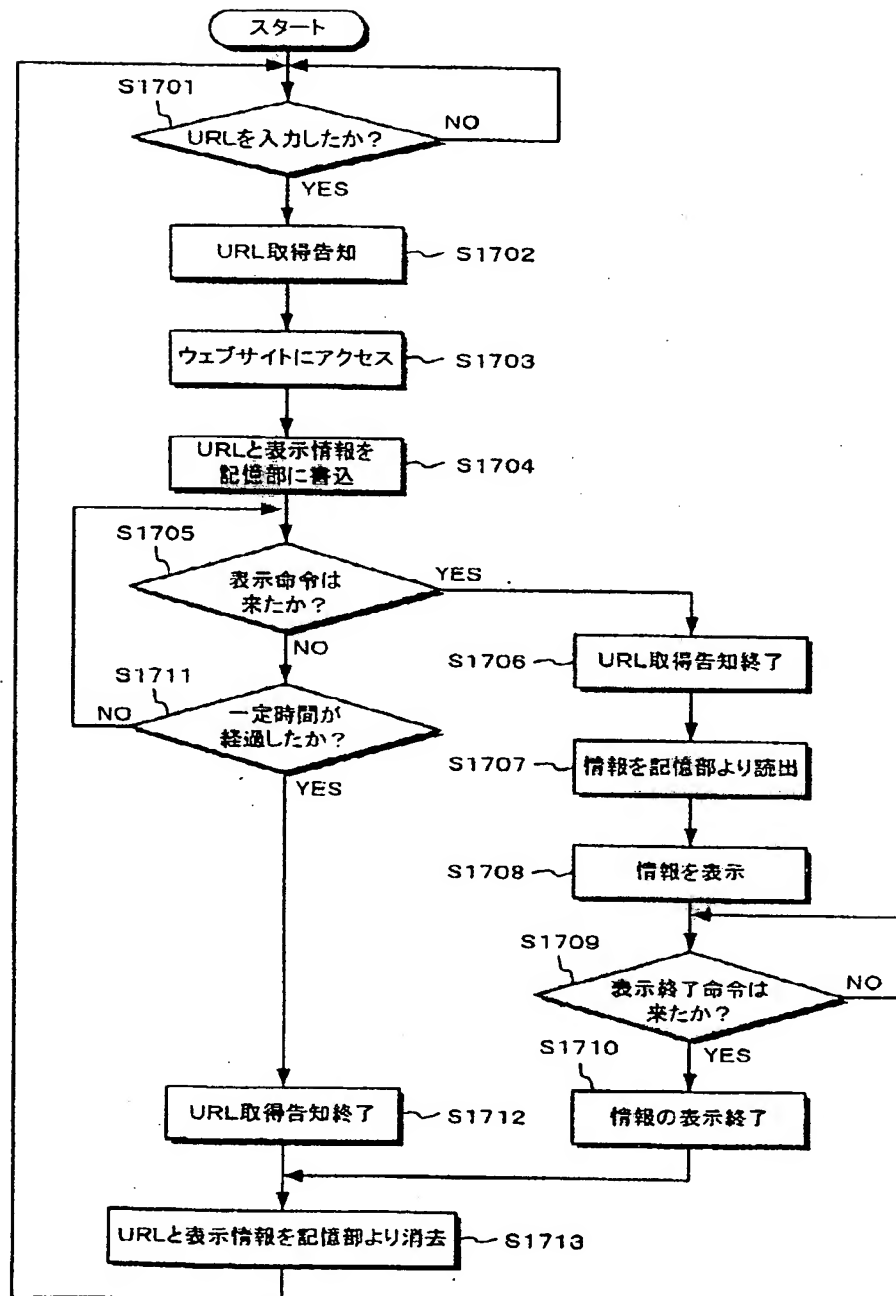 スタート
S1701
URLを入力したか?
NO
YES
URL取得告知
S1702
ウェブサイトにアクセス
S1703
URLと表示情報を
記憶部に書込
S1704
S1705
表示命令は
来たか?
YES
NO
S1706
URL取得告知終了
S1711
NO
一定時間が
経過したか?
YES
S1707
情報を記憶部より読出
S1708
情報を表示
S1709
表示終了命令は
来たか?
NO
YES
S1710
URL取得告知終了
S1712
情報の表示終了
URLと表示情報を記憶部より消去
S1713